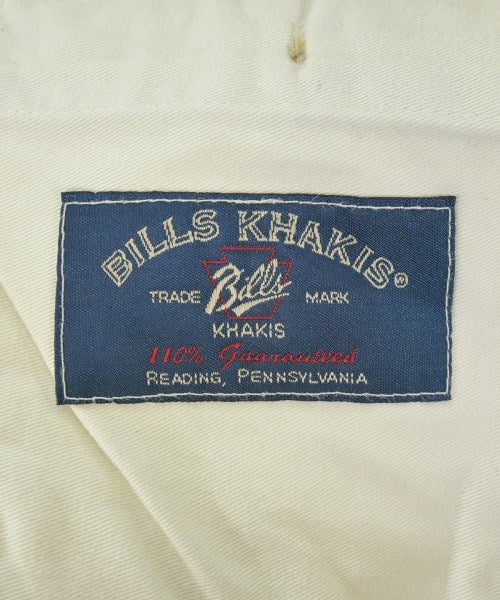 BILLS KHAKIS®
Bills
TRADE MARK
KHAKIS
110% Guaranteed
READING, PENNSYLVANIA